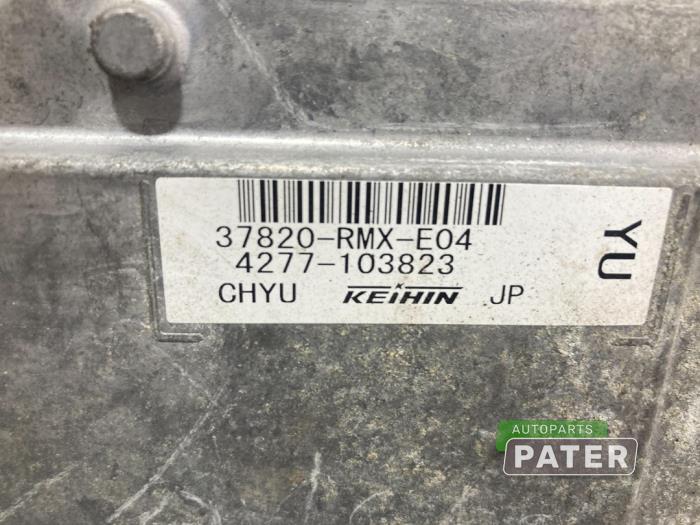 37820-RMX-E04
4277-103823
CHYU KEIHIN JP
YU
AUTOPARTS
PATER